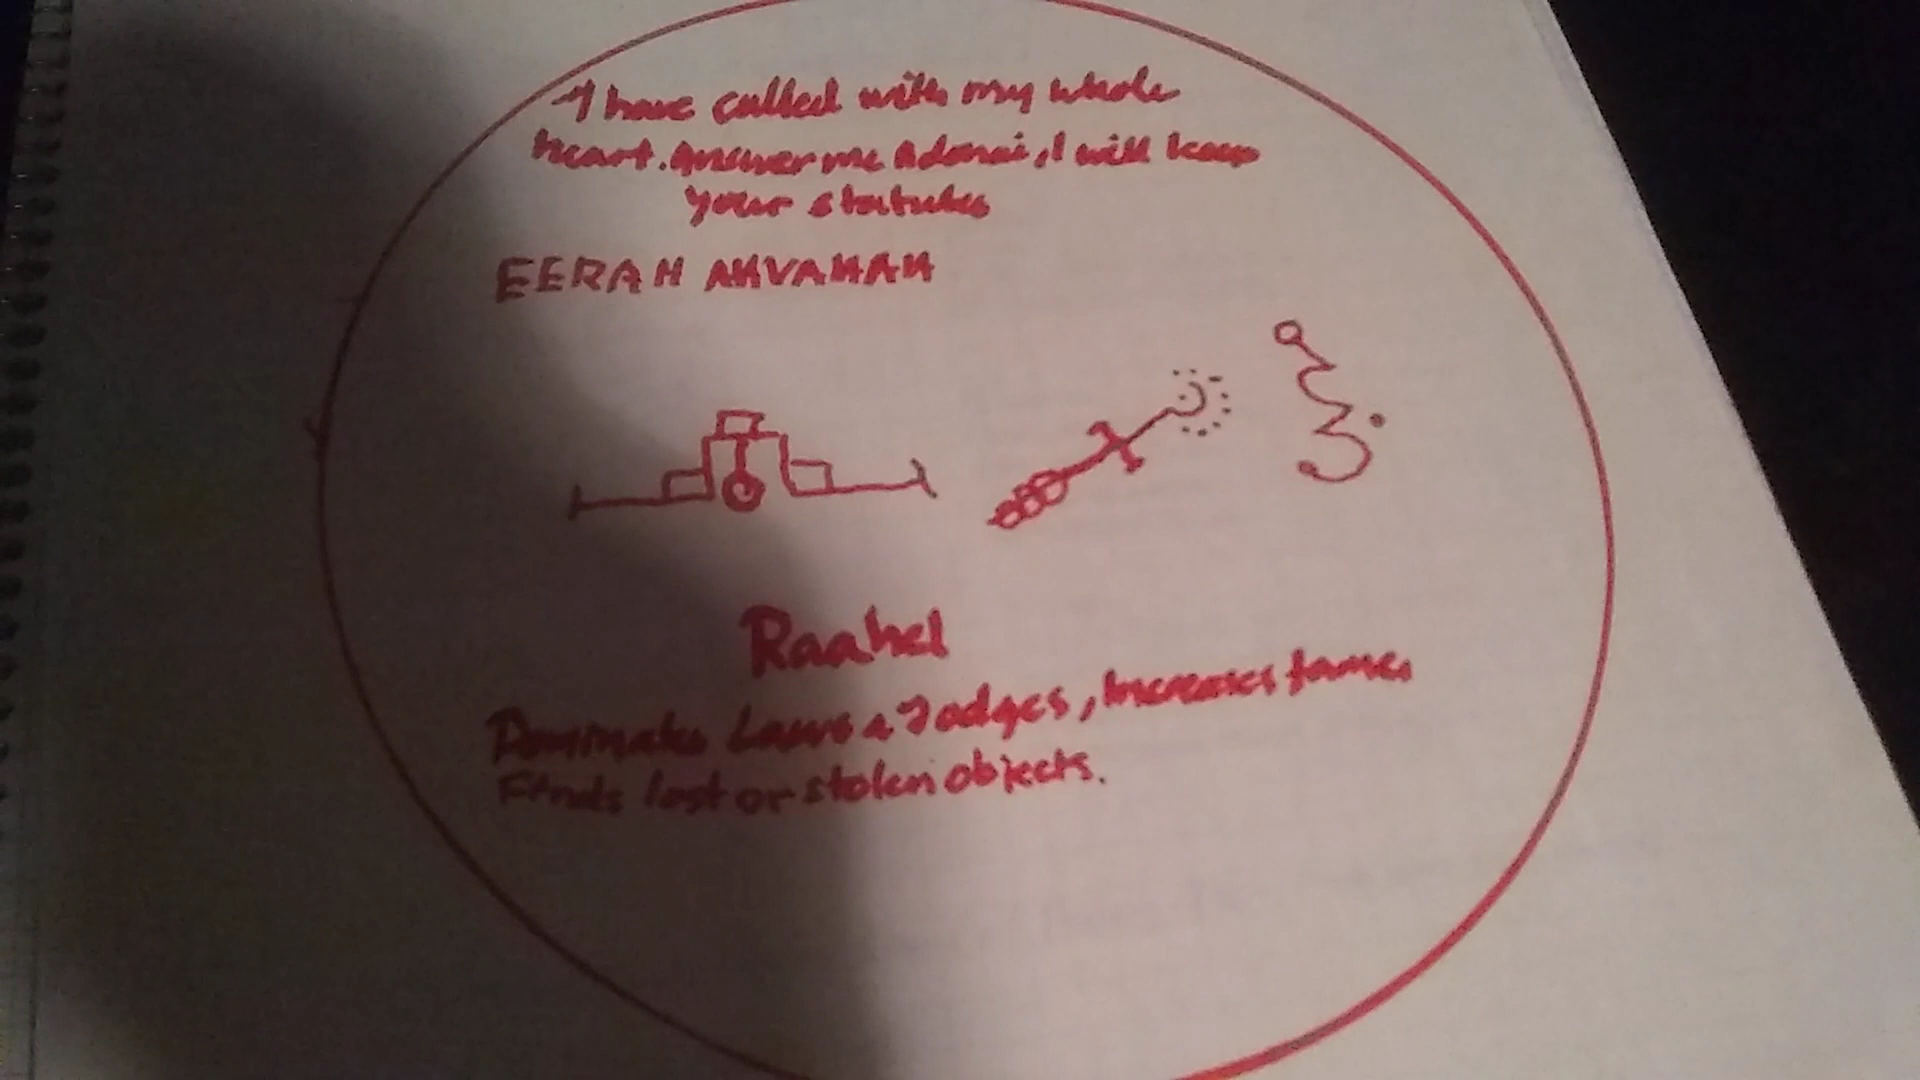 I have called with my whole
heart. Answer me Adonai, I will keep
your statutes
EERAH AHVAHAH
Raahel
Dominates Laws & Jodges, Increases fame.
Finds lost or stolen objects.